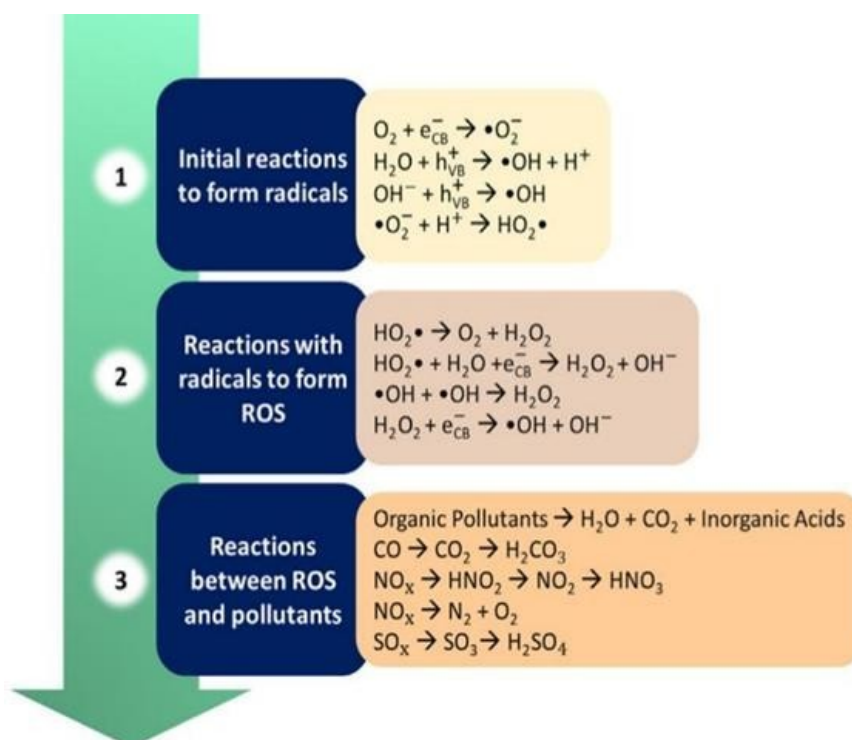 1
Initial reactions
to form radicals
O₂ + e⁻CB → •O₂⁻
H₂O + h⁺VB → •OH + H⁺
OH⁻ + h⁺VB → •OH
•O₂⁻ + H⁺ → HO₂•
2
Reactions with
radicals to form
ROS
HO₂• → O₂ + H₂O₂
HO₂• + H₂O +e⁻CB → H₂O₂ + OH⁻
•OH + •OH → H₂O₂
H₂O₂ + e⁻CB → •OH + OH⁻
3
Reactions
between ROS
and pollutants
Organic Pollutants → H₂O + CO₂ + Inorganic Acids
CO → CO₂ → H₂CO₃
NOₓ → HNO₂ → NO₂ → HNO₃
NOₓ → N₂ + O₂
SOₓ → SO₃ → H₂SO₄